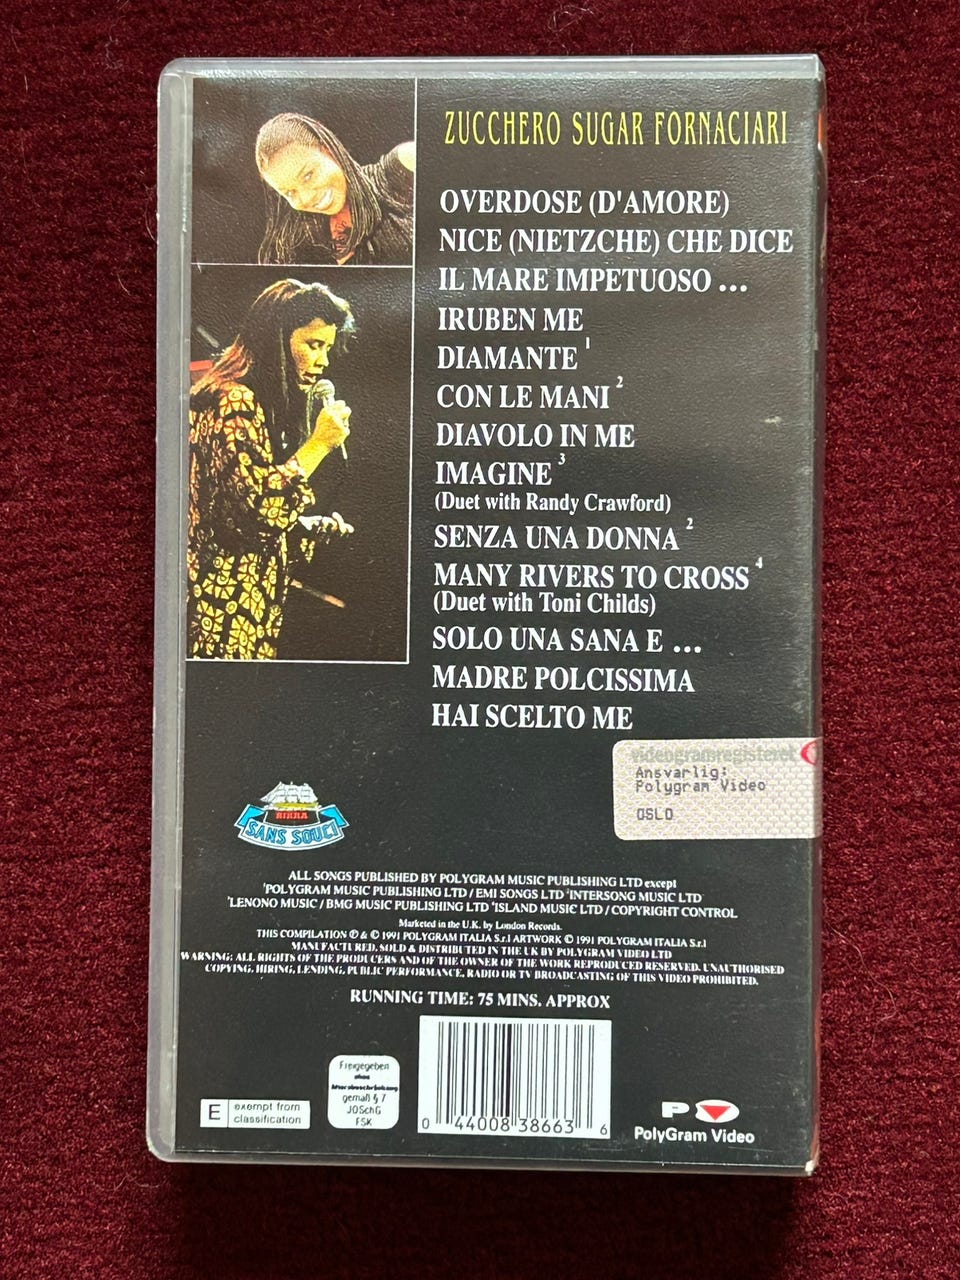 ZUCCHERO SUGAR FORNACIARI
OVERDOSE (D'AMORE)
NICE (NIETZCHE) CHE DICE
IL MARE IMPETUOSO ...
IRUBEN ME
DIAMANTE 1
CON LE MANI 2
DIAVOLO IN ME
IMAGINE 3
(Duet with Randy Crawford)
SENZA UNA DONNA 2
MANY RIVERS TO CROSS 4
(Duet with Toni Childs)
SOLO UNA SANA E ...
MADRE POLCISSIMA
HAI SCELTO ME
videogramregisteret
Ansvarlig:
Polygram Video
OSLO
BIRRA
SANS SOUCI
ALL SONGS PUBLISHED BY POLYGRAM MUSIC PUBLISHING LTD except
1POLYGRAM MUSIC PUBLISHING LTD / EMI SONGS LTD 2INTERSONG MUSIC LTD
3LENONO MUSIC / BMG MUSIC PUBLISHING LTD 4ISLAND MUSIC LTD / COPYRIGHT CONTROL
Marketed in the U.K. by London Records.
THIS COMPILATION ℗ & © 1991 POLYGRAM ITALIA S.r.l ARTWORK © 1991 POLYGRAM ITALIA S.r.l
MANUFACTURED, SOLD & DISTRIBUTED IN THE UK BY POLYGRAM VIDEO LTD
WARNING: ALL RIGHTS OF THE PRODUCERS AND OF THE OWNER OF THE WORK REPRODUCED RESERVED. UNAUTHORISED
COPYING, HIRING, LENDING, PUBLIC PERFORMANCE, RADIO OR TV BROADCASTING OF THIS VIDEO PROHIBITED.
RUNNING TIME: 75 MINS. APPROX
E exempt from
classification
Freigegeben
ohne
Altersbeschränkung
gemäß § 7
JÖSchG
FSK
0 44008 38663 6
PolyGram Video